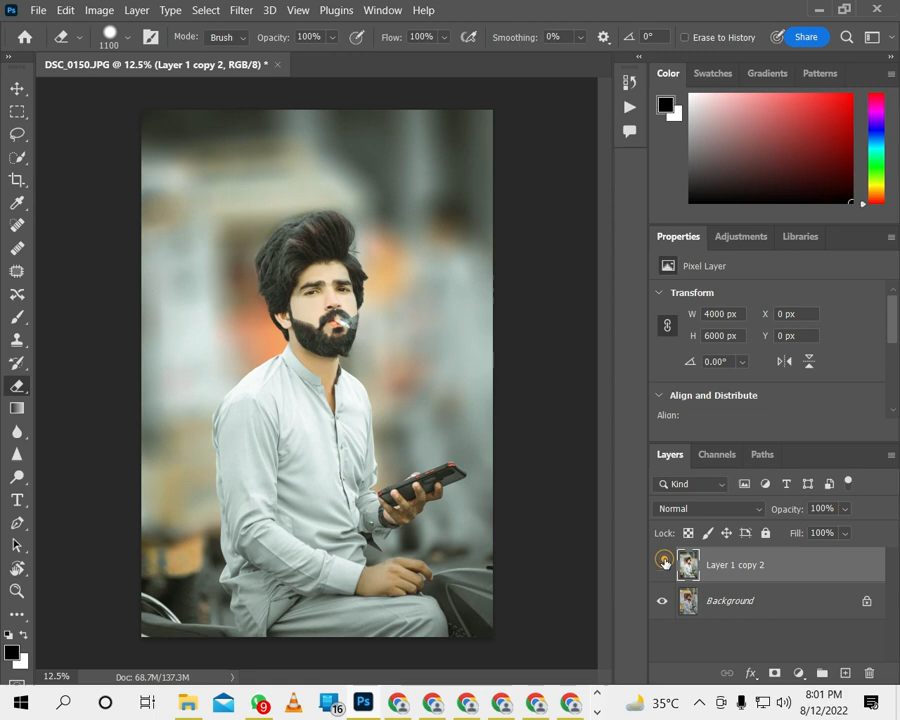 Ps File Edit Image Layer Type Select Filter 3D View Plugins Window Help
1100 Mode: Brush Opacity: 100% Flow: 100% Smoothing: 0% 0° Erase to History Share
DSC_0150.JPG @ 12.5% (Layer 1 copy 2, RGB/8) * ×
Color Swatches Gradients Patterns
Properties Adjustments Libraries
Pixel Layer
Transform
W 4000 px X 0 px
H 6000 px Y 0 px
0.00°
Align and Distribute
Align:
Layers Channels Paths
Kind
Normal Opacity: 100%
Lock: Fill: 100%
Layer 1 copy 2
Background
12.5% Doc: 68.7M/137.3M
fx
9 16 Ps 35°C 8:01 PM
8/12/2022